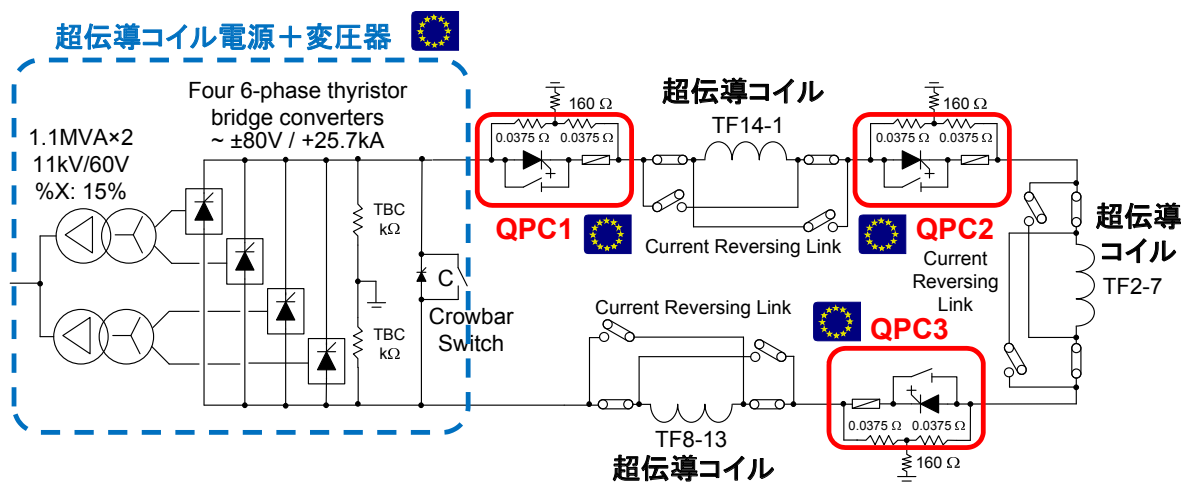 超伝導コイル電源＋変圧器
Four 6-phase thyristor
bridge converters
~ ±80V / +25.7kA
1.1MVA×2
11kV/60V
%X: 15%
TBC
kΩ
TBC
kΩ
C
Crowbar
Switch
160 Ω
0.0375 Ω
0.0375 Ω
QPC1
超伝導コイル
TF14-1
Current Reversing Link
160 Ω
0.0375 Ω
0.0375 Ω
QPC2
Current
Reversing
Link
超伝導
コイル
TF2-7
Current Reversing Link
TF8-13
超伝導コイル
QPC3
0.0375 Ω
0.0375 Ω
160 Ω